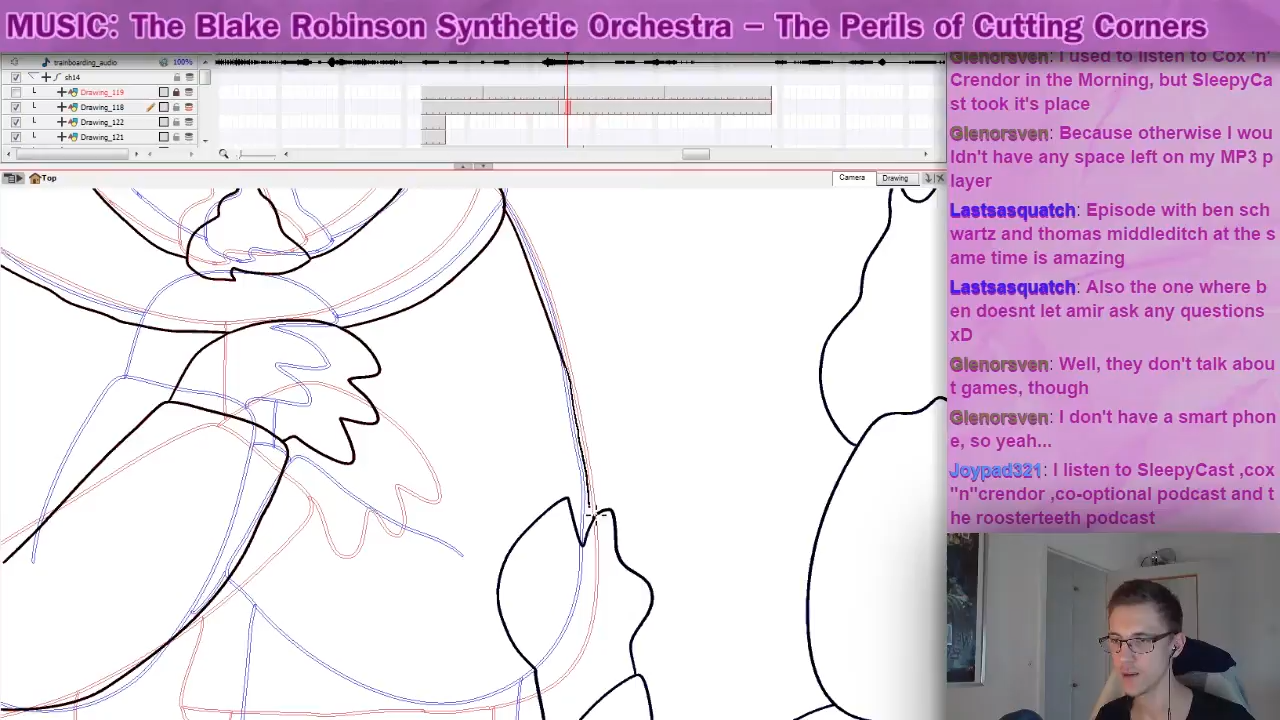 MUSIC: The Blake Robinson Synthetic Orchestra – The Perils of Cutting Corners
trainboarding_audio 100%
sh14
Drawing_119
Drawing_118
Drawing_122
Drawing_121
Top
Camera Drawing
Glenorsven: I used to listen to Cox 'n'
Crendor in the Morning, but SleepyCa
st took it's place
Glenorsven: Because otherwise I wou
ldn't have any space left on my MP3 p
layer
Lastsasquatch: Episode with ben sch
wartz and thomas middleditch at the s
ame time is amazing
Lastsasquatch: Also the one where b
en doesnt let amir ask any questions
xD
Glenorsven: Well, they don't talk abou
t games, though
Glenorsven: I don't have a smart phon
e, so yeah...
Joypad321: I listen to SleepyCast ,cox
"n"crendor ,co-optional podcast and t
he roosterteeth podcast